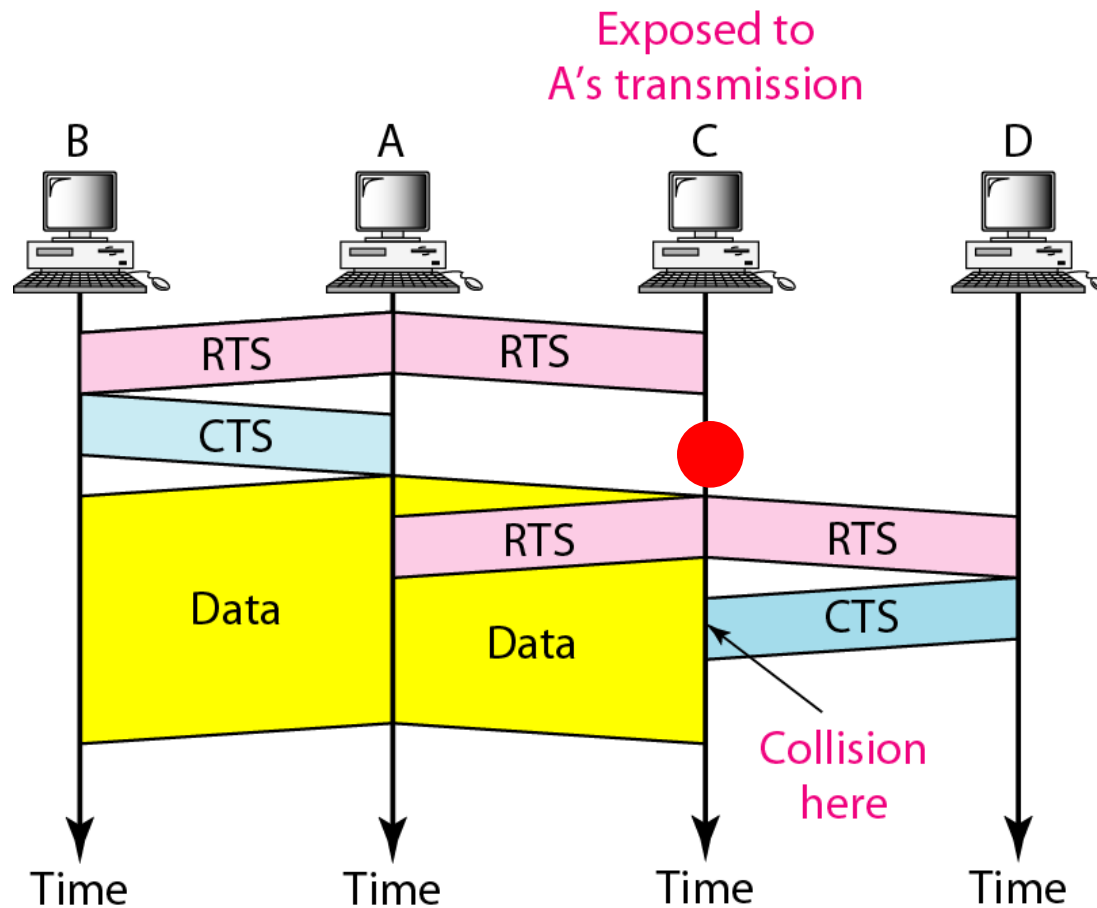 Exposed to
A's transmission
B A C D
RTS RTS
CTS
RTS RTS
Data CTS
Data
Collision
here
Time Time Time Time